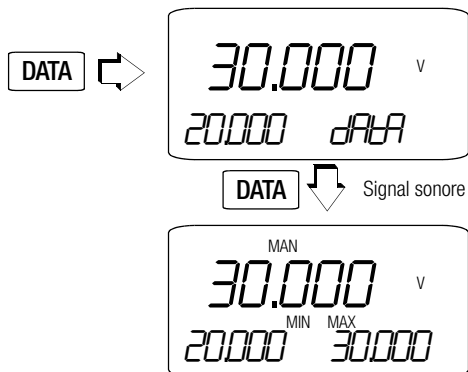 DATA
30.000 V
20.000 dAtA
DATA Signal sonore
MAN
30.000 V
MIN MAX
20.000 30.000